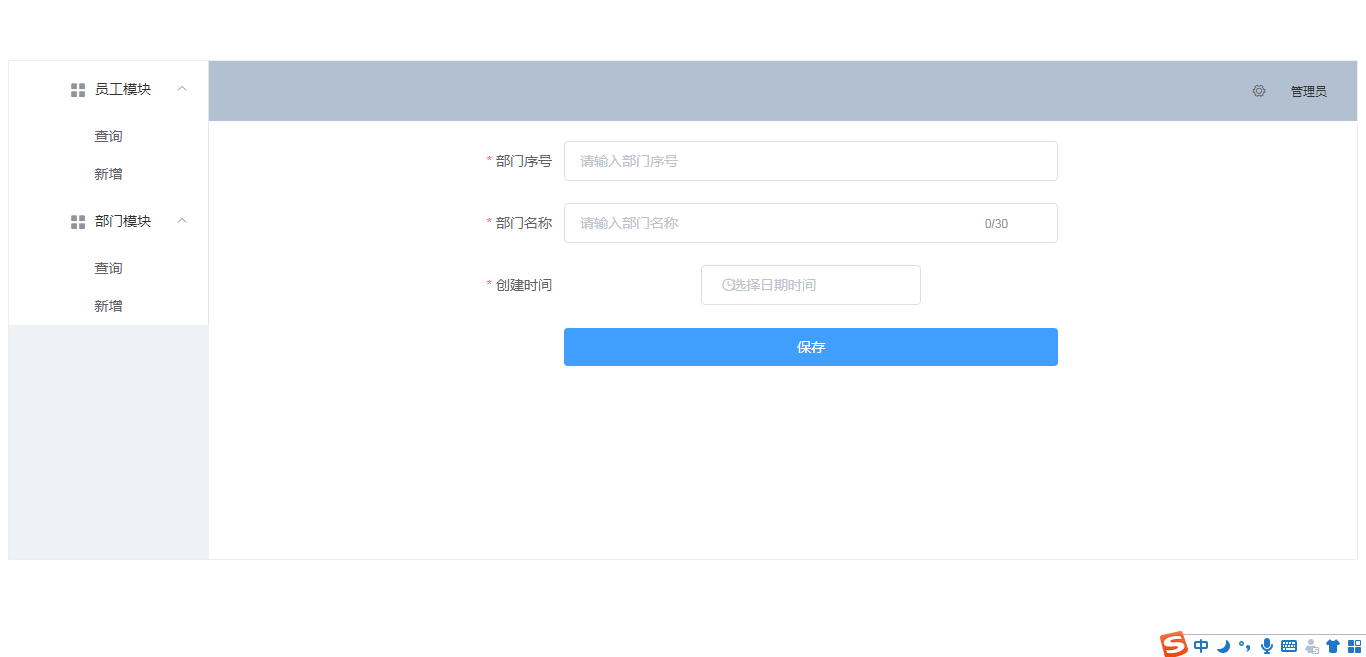 员工模块
查询
新增
部门模块
查询
新增
管理员
* 部门序号 请输入部门序号
* 部门名称 请输入部门名称 0/30
* 创建时间 选择日期时间
保存
S 中